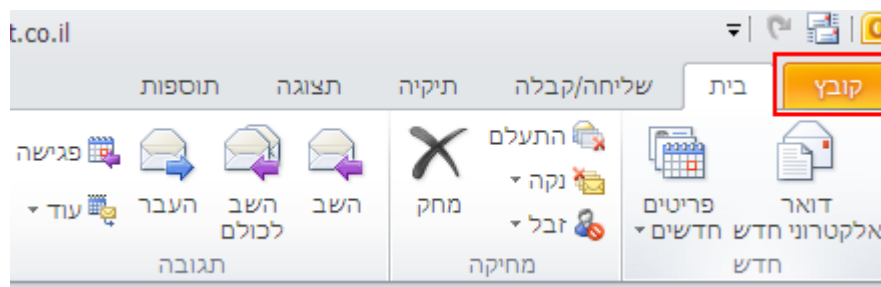 t.co.il
קובץ
בית
שליחה/קבלה
תיקיה
תצוגה
תוספות
דואר
אלקטרוני חדש
פריטים
חדשים
חדש
התעלם
נקה
זבל
מחק
מחיקה
השב
השב
לכולם
העבר
פגישה
עוד
תגובה